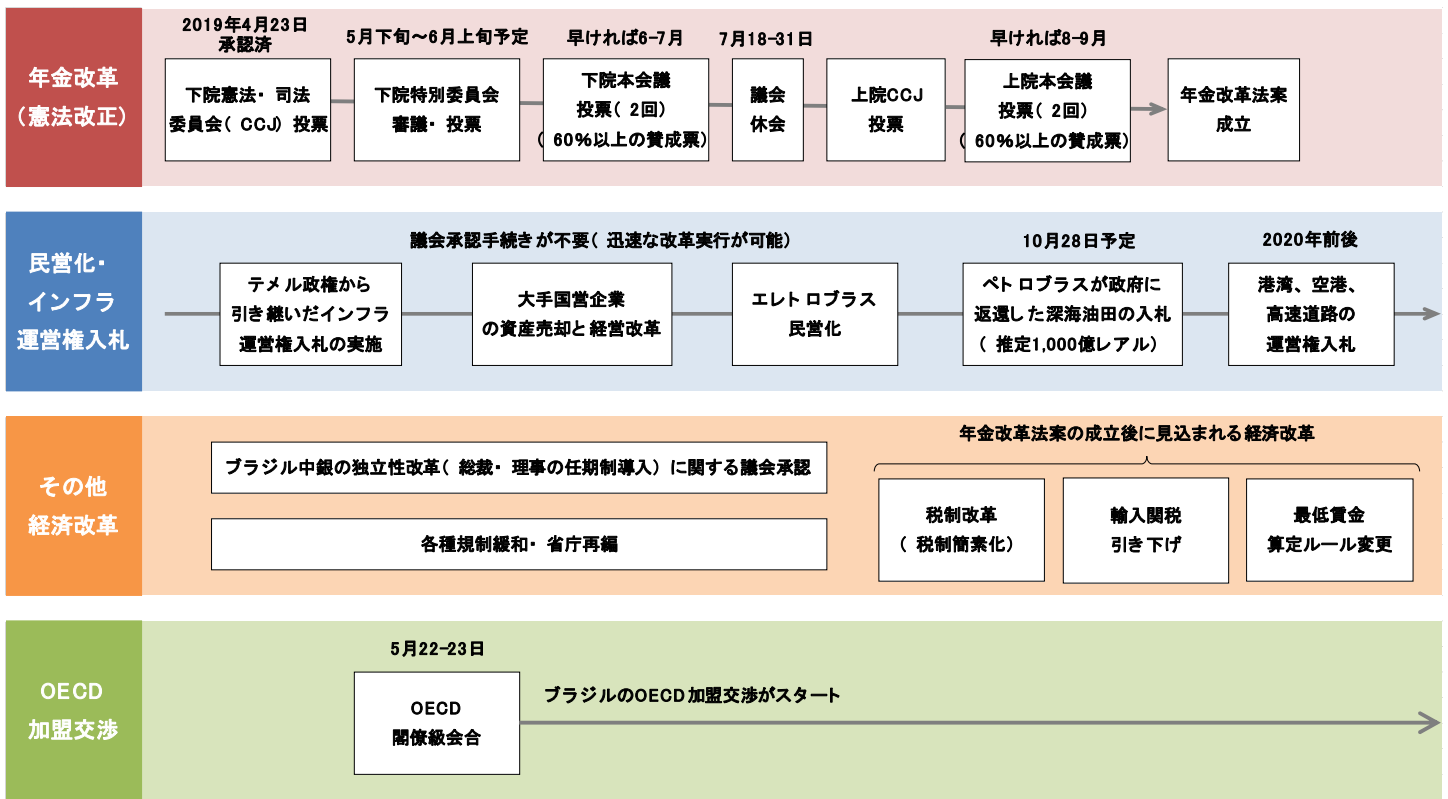 年金改革
（憲法改正）
2019年4月23日
承認済
下院憲法・司法
委員会（CCJ）投票
5月下旬～6月上旬予定
下院特別委員会
審議・投票
早ければ6-7月
下院本会議
投票（2回）
（60%以上の賛成票）
7月18-31日
議会
休会
上院CCJ
投票
早ければ8-9月
上院本会議
投票（2回）
（60%以上の賛成票）
年金改革法案
成立
民営化・
インフラ
運営権入札
議会承認手続きが不要（迅速な改革実行が可能）
テメル政権から
引き継いだインフラ
運営権入札の実施
大手国営企業
の資産売却と経営改革
エレトロブラス
民営化
10月28日予定
ペトロブラスが政府に
返還した深海油田の入札
（推定1,000億レアル）
2020年前後
港湾、空港、
高速道路の
運営権入札
その他
経済改革
ブラジル中銀の独立性改革（総裁・理事の任期制導入）に関する議会承認
各種規制緩和・省庁再編
年金改革法案の成立後に見込まれる経済改革
税制改革
（税制簡素化）
輸入関税
引き下げ
最低賃金
算定ルール変更
OECD
加盟交渉
5月22-23日
OECD
閣僚級会合
ブラジルのOECD加盟交渉がスタート